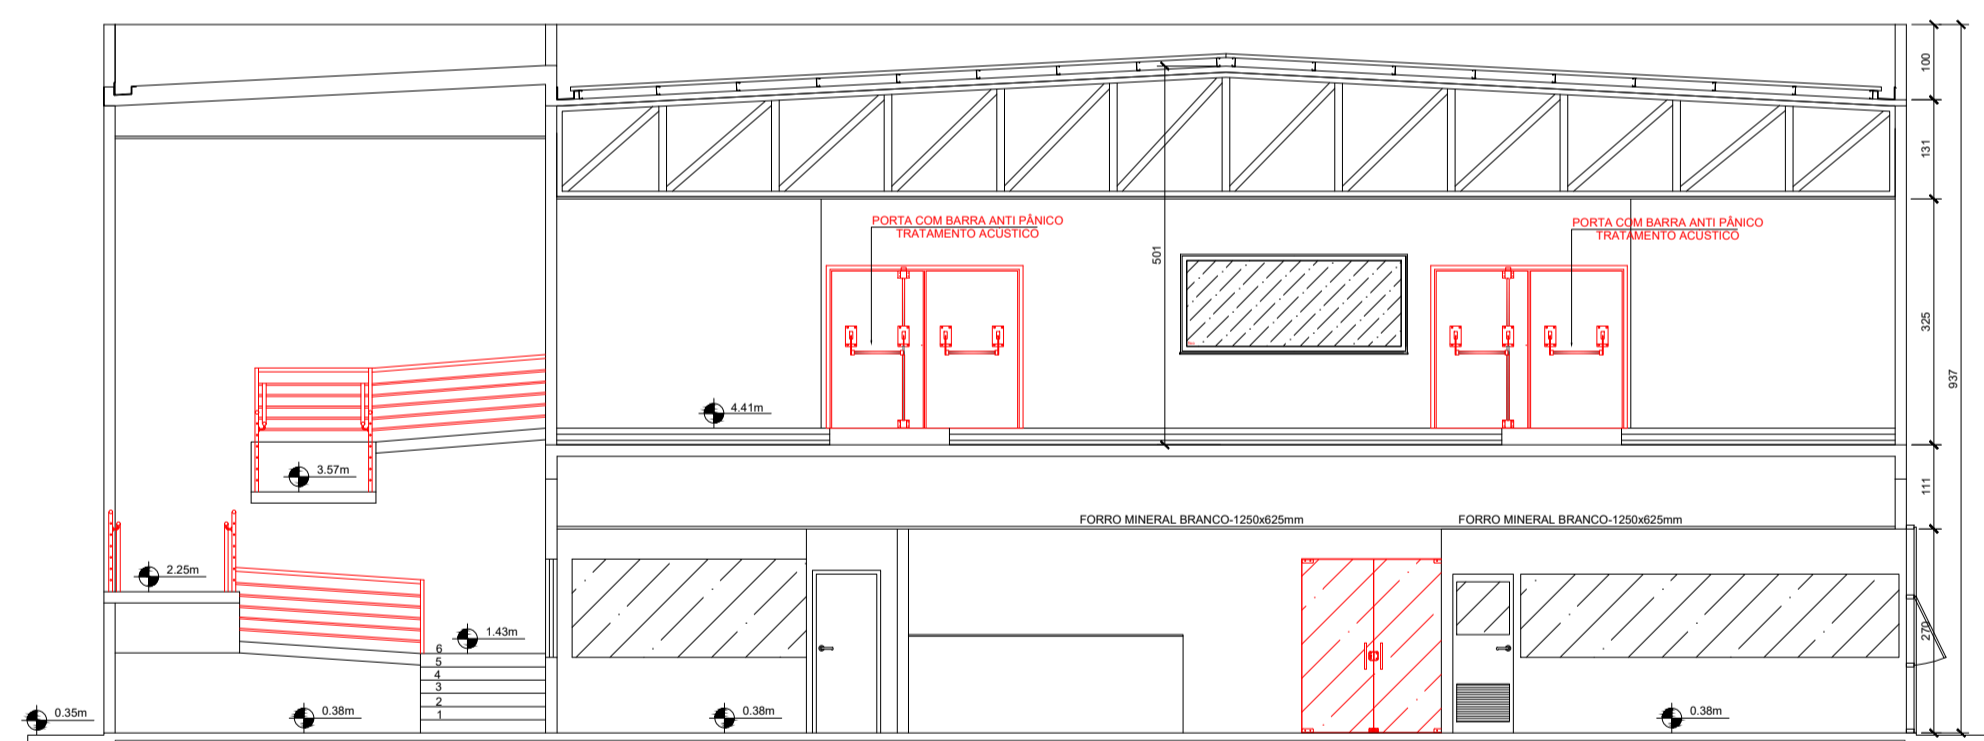 100
131
PORTA COM BARRA ANTI PÂNICO
TRATAMENTO ACÚSTICO
PORTA COM BARRA ANTI PÂNICO
TRATAMENTO ACÚSTICO
501
325
937
4.41m
3.57m
111
FORRO MINERAL BRANCO-1250x625mm
FORRO MINERAL BRANCO-1250x625mm
2.25m
1.43m
270
6
5
4
3
2
1
0.35m
0.38m
0.38m
0.38m